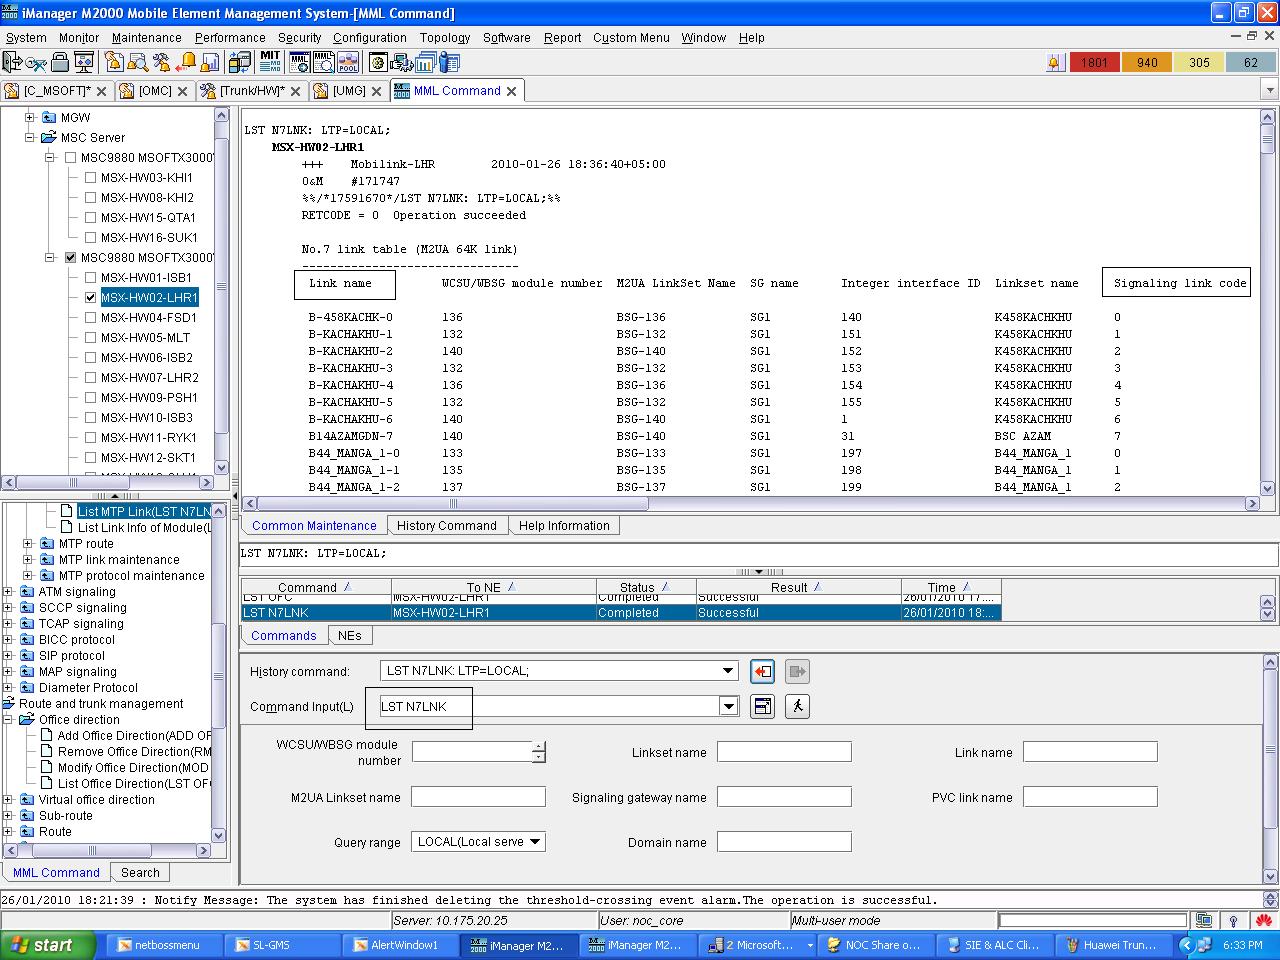 iManager M2000 Mobile Element Management System-[MML Command]
System Monitor Maintenance Performance Security Configuration Topology Software Report Custom Menu Window Help
MIT MML MML POOL 1801 940 305 62
[C_MSOFT]* [OMC] [Trunk/HW]* [UMG] MML Command
MGW
MSC Server
MSC9880 MSOFTX3000
MSX-HW03-KHI1
MSX-HW08-KHI2
MSX-HW15-QTA1
MSX-HW16-SUK1
MSC9880 MSOFTX3000
MSX-HW01-ISB1
MSX-HW02-LHR1
MSX-HW04-FSD1
MSX-HW05-MLT
MSX-HW06-ISB2
MSX-HW07-LHR2
MSX-HW09-PSH1
MSX-HW10-ISB3
MSX-HW11-RYK1
MSX-HW12-SKT1
List MTP Link(LST N7LN
List Link Info of Module(L
MTP route
MTP link maintenance
MTP protocol maintenance
ATM signaling
SCCP signaling
TCAP signaling
BICC protocol
SIP protocol
MAP signaling
Diameter Protocol
Route and trunk management
Office direction
Add Office Direction(ADD OF
Remove Office Direction(RM
Modify Office Direction(MOD
List Office Direction(LST OF
Virtual office direction
Sub-route
Route
MML Command Search
LST N7LNK: LTP=LOCAL;
MSX-HW02-LHR1
+++ Mobilink-LHR 2010-01-26 18:36:40+05:00
O&M #171747
%%/*17591670*/LST N7LNK: LTP=LOCAL;%%
RETCODE = 0 Operation succeeded
No.7 link table (M2UA 64K link)
-------------------------------
Link name WCSU/WBSG module number M2UA LinkSet Name SG name Integer interface ID Linkset name Signaling link code
B-458KACHK-0 136 BSG-136 SG1 140 K458KACHKHU 0
B-KACHAKHU-1 132 BSG-132 SG1 151 K458KACHKHU 1
B-KACHAKHU-2 140 BSG-140 SG1 152 K458KACHKHU 2
B-KACHAKHU-3 132 BSG-132 SG1 153 K458KACHKHU 3
B-KACHAKHU-4 136 BSG-136 SG1 154 K458KACHKHU 4
B-KACHAKHU-5 132 BSG-132 SG1 155 K458KACHKHU 5
B-KACHAKHU-6 140 BSG-140 SG1 1 K458KACHKHU 6
B14AZAMGDN-7 140 BSG-140 SG1 31 BSC AZAM 7
B44_MANGA_1-0 133 BSG-133 SG1 197 B44_MANGA_1 0
B44_MANGA_1-1 135 BSG-135 SG1 198 B44_MANGA_1 1
B44_MANGA_1-2 137 BSG-137 SG1 199 B44_MANGA_1 2
Common Maintenance History Command Help Information
LST N7LNK: LTP=LOCAL;
Command To NE Status Result Time
LST OFC MSX-HW02-LHR1 Completed Successful 26/01/2010 17:...
LST N7LNK MSX-HW02-LHR1 Completed Successful 26/01/2010 18:...
Commands NEs
History command: LST N7LNK: LTP=LOCAL;
Command Input(L) LST N7LNK
WCSU/WBSG module number Linkset name Link name
M2UA Linkset name Signaling gateway name PVC link name
Query range LOCAL(Local serve Domain name
26/01/2010 18:21:39 : Notify Message: The system has finished deleting the threshold-crossing event alarm.The operation is successful.
Server: 10.175.20.25 User: noc_core Multi-user mode
start netbossmenu SL-GMS AlertWindow1 iManager M2... iManager M2... 2 Microsoft... NOC Share o... SIE & ALC Cli... Huawei Trun... 6:33 PM